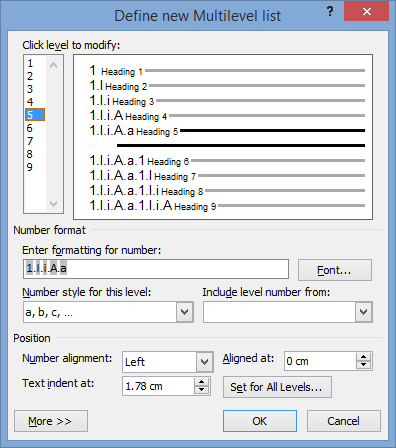 Define new Multilevel list
? ×
Click level to modify:
1
2
3
4
5
6
7
8
9
1 Heading 1
1.I Heading 2
1.I.i Heading 3
1.I.i.A Heading 4
1.I.i.A.a Heading 5
1.I.i.A.a.1 Heading 6
1.I.i.A.a.1.I Heading 7
1.I.i.A.a.1.I.i Heading 8
1.I.i.A.a.1.I.i.A Heading 9
Number format
Enter formatting for number:
1.I.i.A.a
Font...
Number style for this level:
Include level number from:
a, b, c, ...
Position
Number alignment:
Left
Aligned at:
0 cm
Text indent at:
1.78 cm
Set for All Levels...
More >>
OK
Cancel